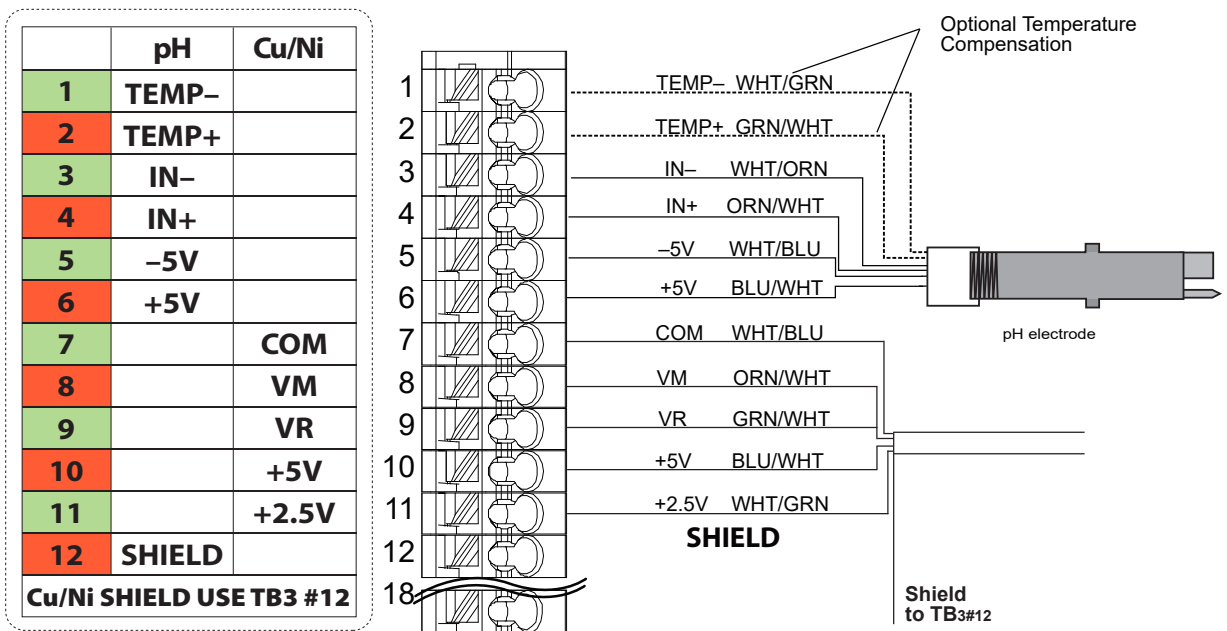 pH Cu/Ni
1 TEMP–
2 TEMP+
3 IN–
4 IN+
5 –5V
6 +5V
7 COM
8 VM
9 VR
10 +5V
11 +2.5V
12 SHIELD
Cu/Ni SHIELD USE TB3 #12
Optional Temperature
Compensation
1 TEMP– WHT/GRN
2 TEMP+ GRN/WHT
3 IN– WHT/ORN
4 IN+ ORN/WHT
5 –5V WHT/BLU
6 +5V BLU/WHT
7 COM WHT/BLU
8 VM ORN/WHT
9 VR GRN/WHT
10 +5V BLU/WHT
11 +2.5V WHT/GRN
SHIELD
12
18
pH electrode
Shield
to TB3#12